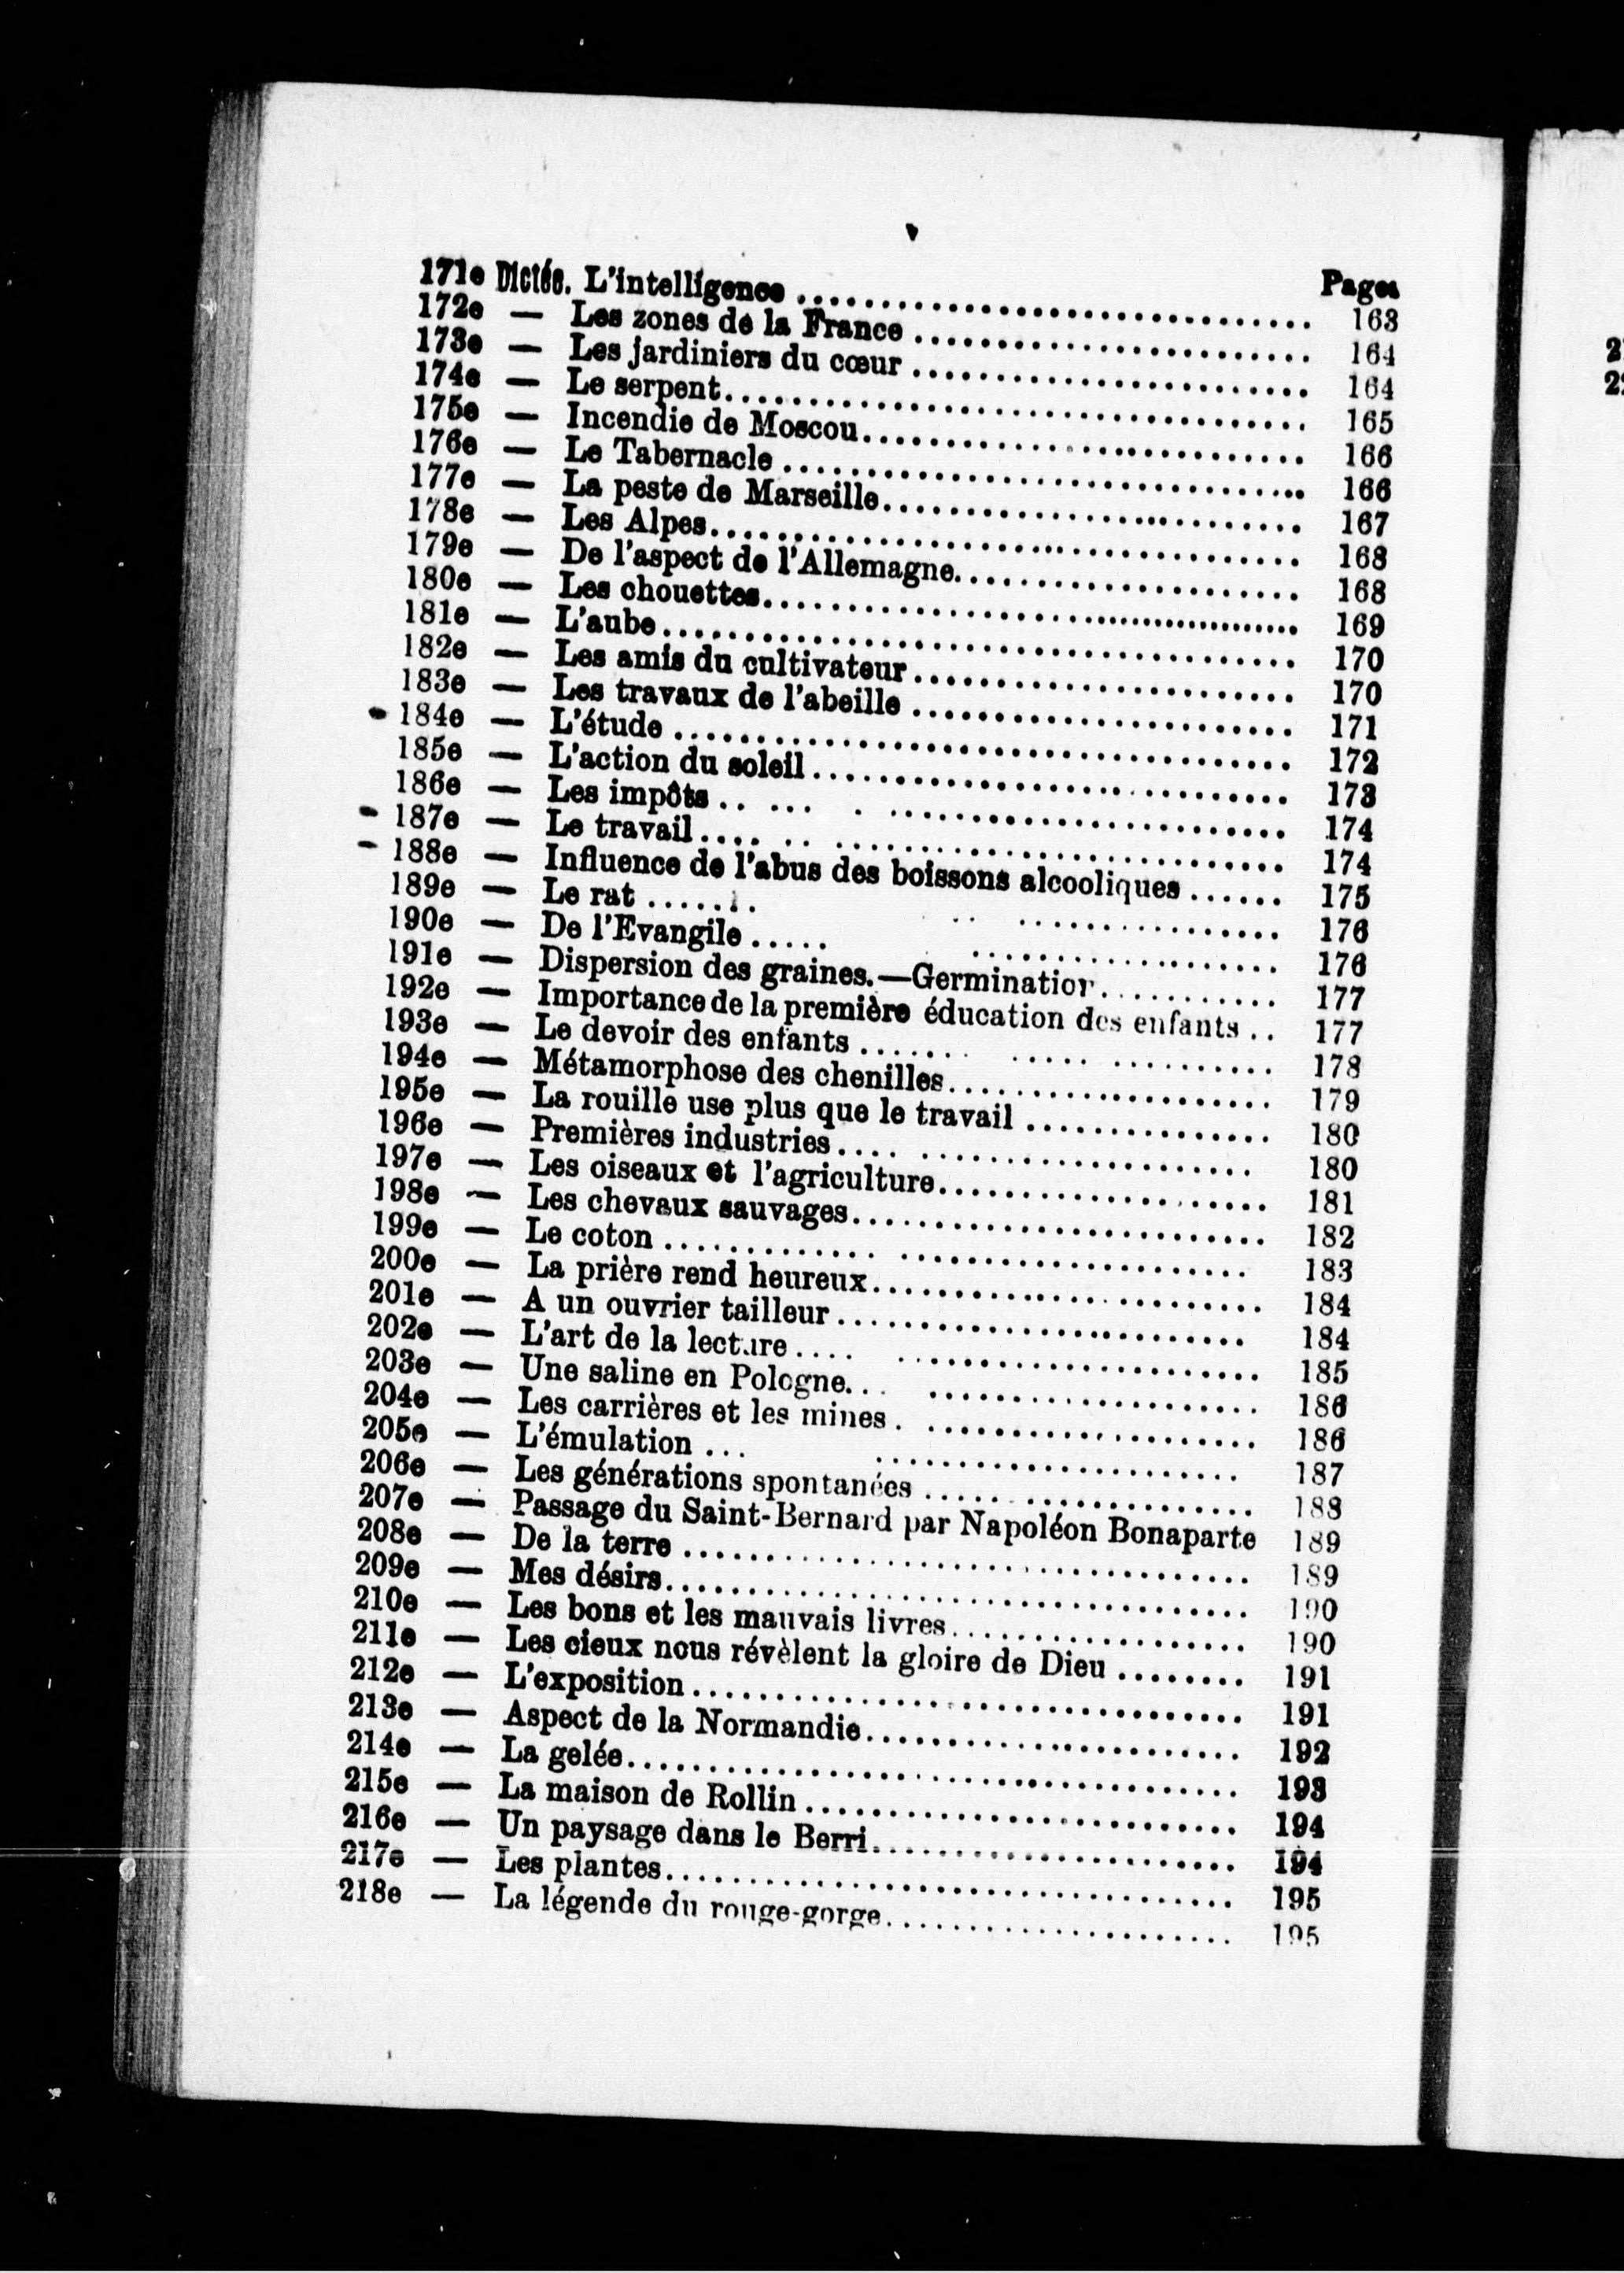 v
Pages
171e Dictée. L'intelligence .................... 163
172e — Les zones de la France .................... 164
173e — Les jardiniers du cœur .................... 164
174e — Le serpent.................... 165
175e — Incendie de Moscou.................... 166
176e — Le Tabernacle .................... 166
177e — La peste de Marseille.................... 167
178e — Les Alpes.................... 168
179e — De l'aspect de l'Allemagne.................... 168
180e — Les chouettes.................... 169
181e — L'aube.................... 170
182e — Les amis du cultivateur.................... 170
183e — Les travaux de l'abeille .................... 171
184e — L'étude .................... 172
185e — L'action du soleil.................... 173
186e — Les impôts.................... 174
187e — Le travail.................... 174
188e — Influence de l'abus des boissons alcooliques ...... 175
189e — Le rat .................... 176
190e — De l'Evangile .................... 176
191e — Dispersion des graines.—Germination........... 177
192e — Importance de la première éducation des enfants .. 177
193e — Le devoir des enfants .................... 178
194e — Métamorphose des chenilles.................... 179
195e — La rouille use plus que le travail ............... 180
196e — Premières industries.................... 180
197e — Les oiseaux et l'agriculture.................... 181
198e — Les chevaux sauvages.................... 182
199e — Le coton .................... 183
200e — La prière rend heureux.................... 184
201e — A un ouvrier tailleur.................... 184
202e — L'art de la lecture.................... 185
203e — Une saline en Pologne.................... 186
204e — Les carrières et les mines .................... 186
205e — L'émulation .................... 187
206e — Les générations spontanées .................... 188
207e — Passage du Saint-Bernard par Napoléon Bonaparte 189
208e — De la terre .................... 189
209e — Mes désirs.................... 190
210e — Les bons et les mauvais livres.................... 190
211e — Les cieux nous révèlent la gloire de Dieu ........ 191
212e — L'exposition.................... 191
213e — Aspect de la Normandie.................... 192
214e — La gelée.................... 193
215e — La maison de Rollin .................... 194
216e — Un paysage dans le Berri.................... 194
217e — Les plantes.................... 195
218e — La légende du rouge-gorge.................... 195